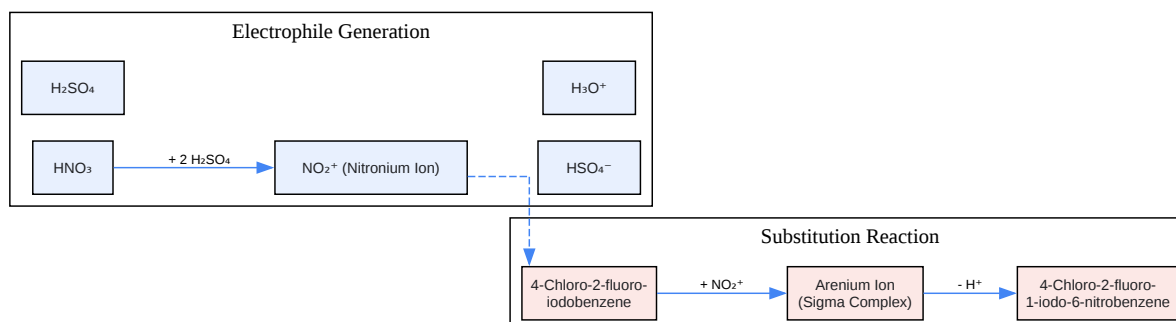 Electrophile Generation
H₂SO₄
H₃O⁺
HNO₃
+ 2 H₂SO₄
NO₂⁺ (Nitronium Ion)
HSO₄⁻
Substitution Reaction
4-Chloro-2-fluoro-
iodobenzene
+ NO₂⁺
Arenium Ion
(Sigma Complex)
- H⁺
4-Chloro-2-fluoro-
1-iodo-6-nitrobenzene